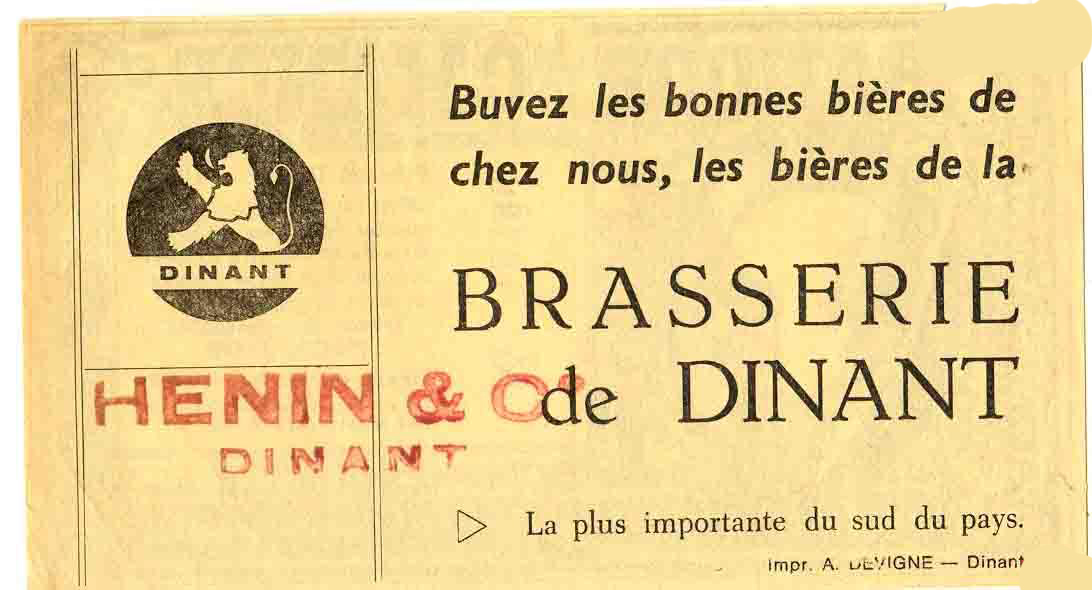 Buvez les bonnes bières de
chez nous, les bières de la
DINANT
BRASSERIE
de DINANT
HENIN & C
DINANT
La plus importante du sud du pays.
Impr. A. DEVIGNE — Dinant